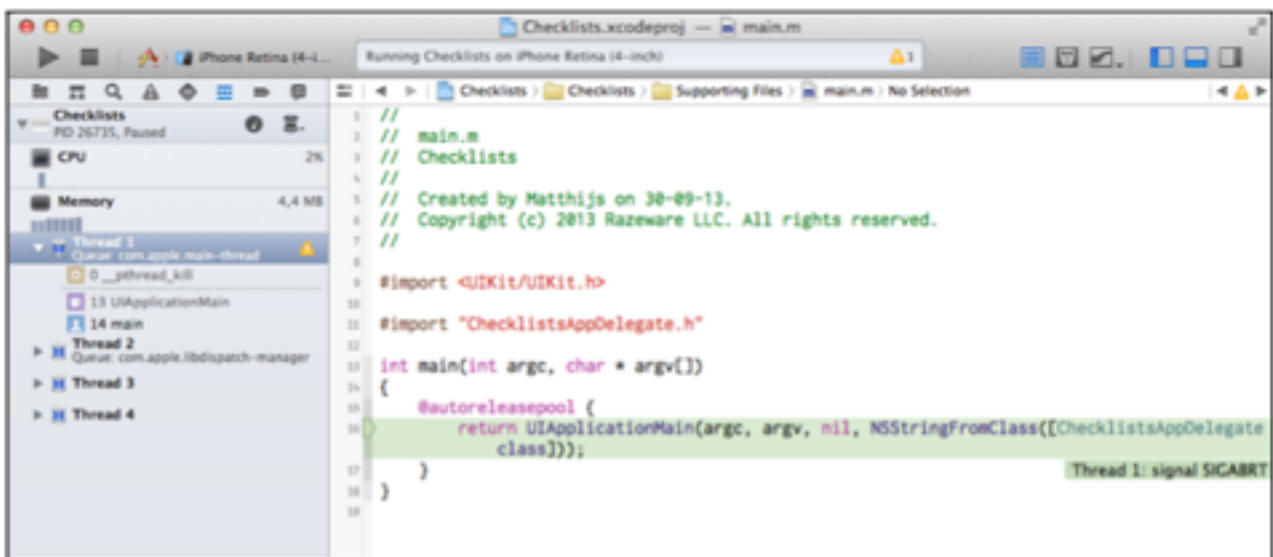 Checklists.xcodeproj — main.m
iPhone Retina (4-i...
Running Checklists on iPhone Retina (4-inch)
1
Checklists
Checklists
Supporting Files
main.m
No Selection
Checklists
PID 26735, Paused
CPU 2%
Memory 4,4 MB
Thread 1
Queue: com.apple.main-thread
0 __pthread_kill
13 UIApplicationMain
14 main
Thread 2
Queue: com.apple.libdispatch-manager
Thread 3
Thread 4
1 //
2 //  main.m
3 //  Checklists
4 //
5 //  Created by Matthijs on 30-09-13.
6 //  Copyright (c) 2013 Razeware LLC. All rights reserved.
7 //
8
9 #import <UIKit/UIKit.h>
10
11 #import "ChecklistsAppDelegate.h"
12
13 int main(int argc, char * argv[])
14 {
15     @autoreleasepool {
16         return UIApplicationMain(argc, argv, nil, NSStringFromClass([ChecklistsAppDelegate
            class]));
17     }
Thread 1: signal SIGABRT
18 }
19